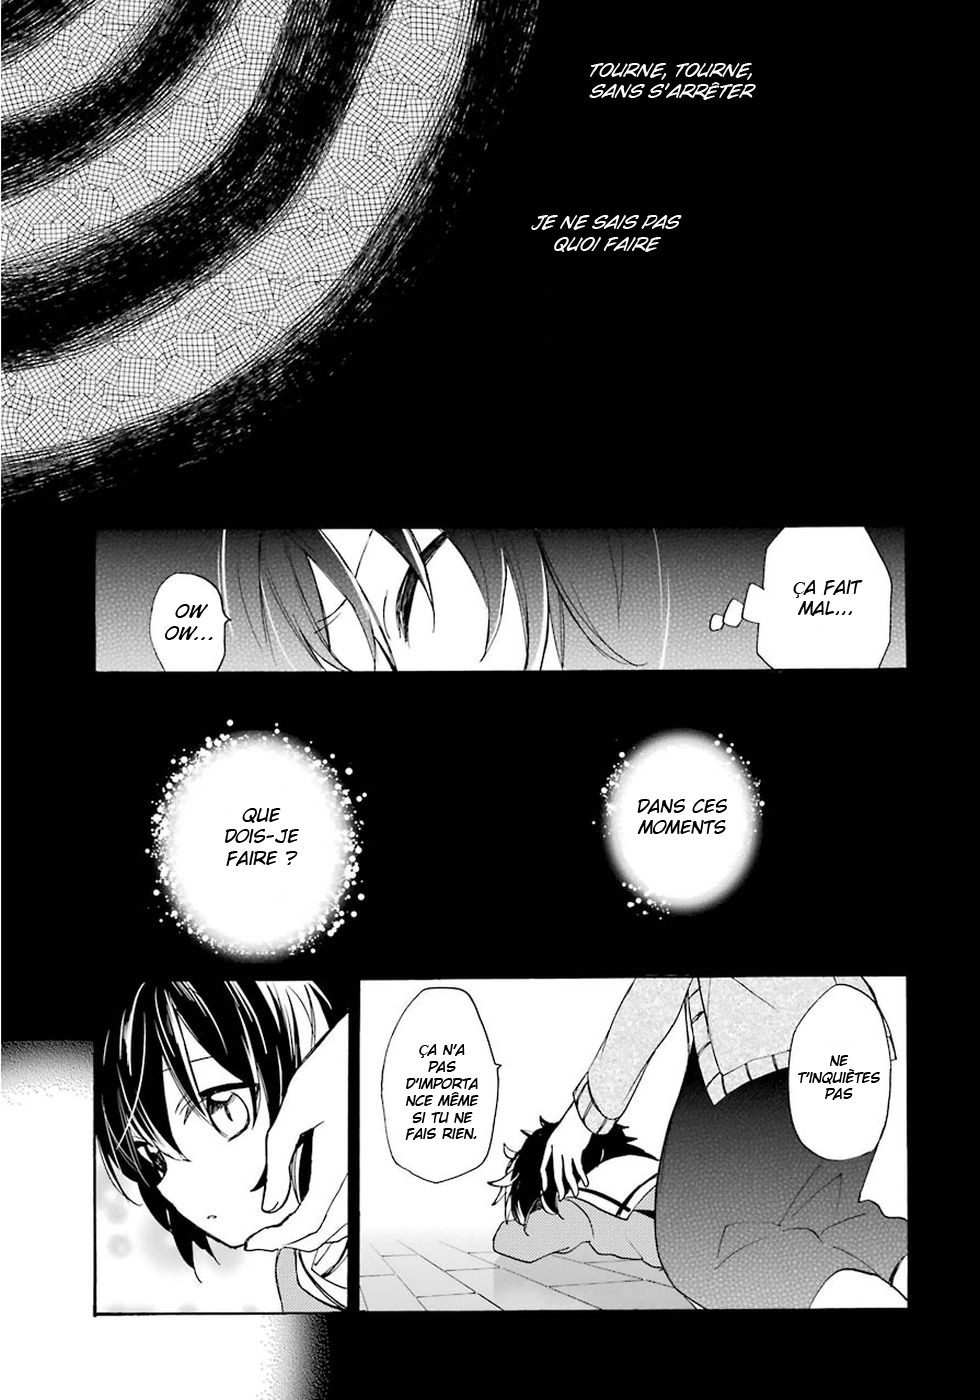 TOURNE, TOURNE,
SANS S'ARRÊTER
JE NE SAIS PAS
QUOI FAIRE
ÇA FAIT
MAL...
OW
OW...
DANS CES
MOMENTS
QUE
DOIS-JE
FAIRE ?
NE
T'INQUIÈTES
PAS
ÇA N'A
PAS
D'IMPORTA
NCE MÊME
SI TU NE
FAIS RIEN.